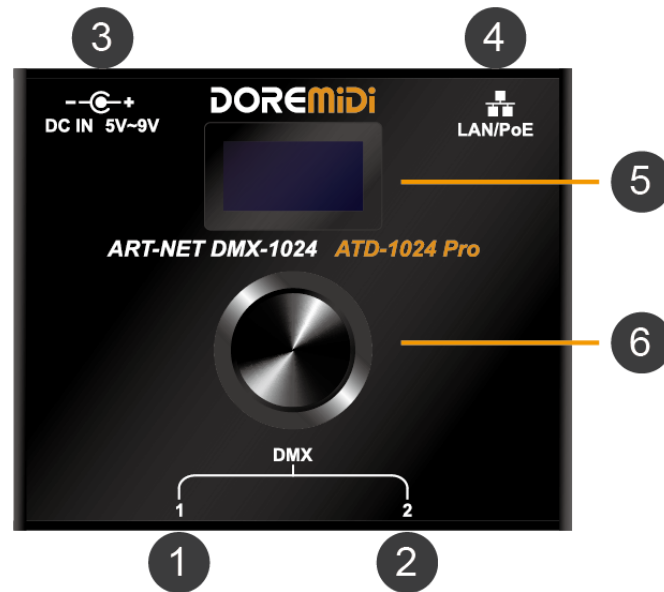 3
4
DC IN 5V~9V
DOREMiDi
LAN/PoE
5
ART-NET DMX-1024 ATD-1024 Pro
6
DMX
1
2
1
2